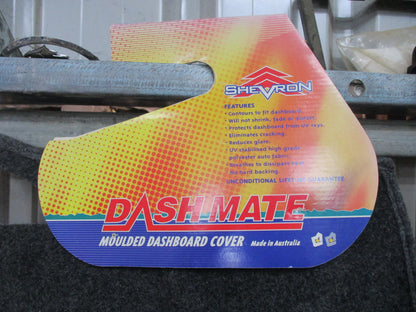 SHEVRON
FEATURES
• Contours to fit dashboard.
• Will not shrink, fade or distort.
• Protects dashboard from UV rays.
• Eliminates cracking.
• Reduces glare.
• UV stabilised high grade
polyester auto fabric.
• Breathes to dissipate
• No hard backing.
UNCONDITIONAL LIFETIME GUARANTEE
DASH MATE
MOULDED DASHBOARD COVER Made in Australia